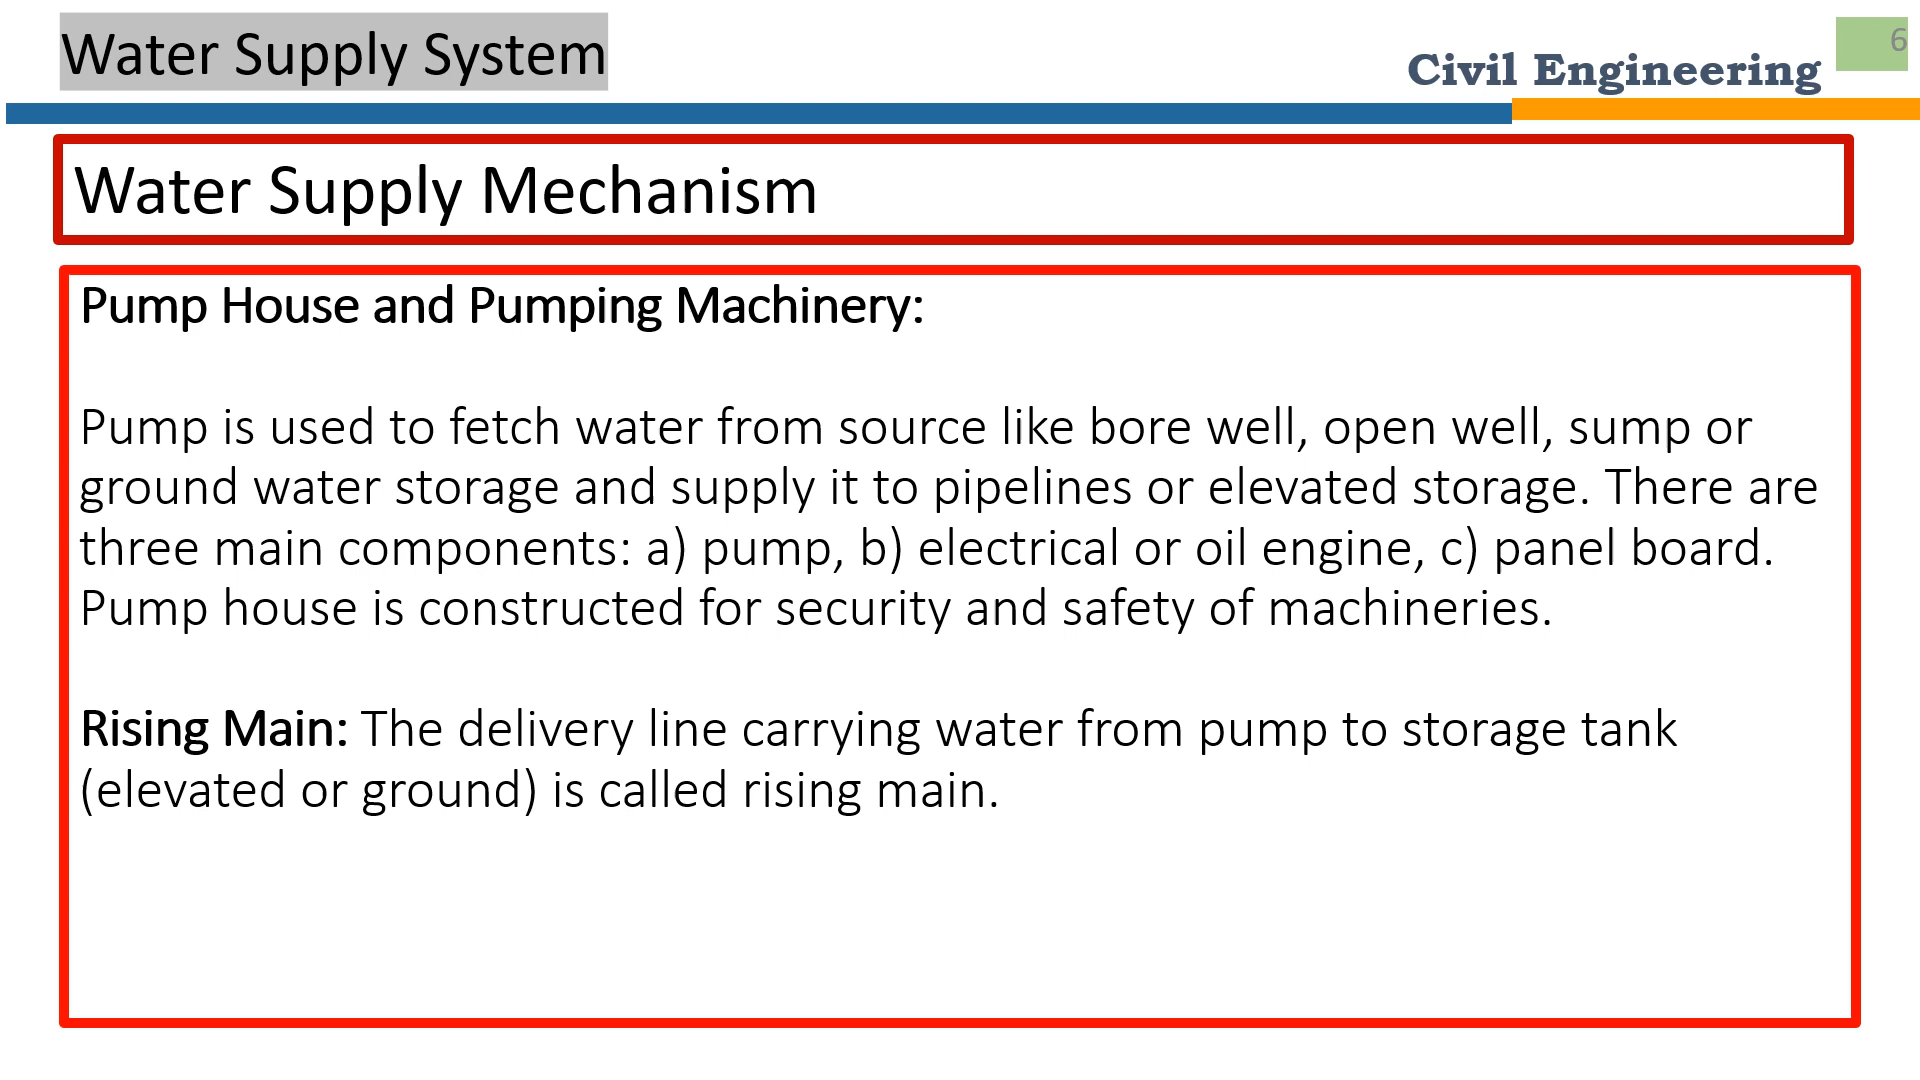 Water Supply System
Civil Engineering
6
Water Supply Mechanism
Pump House and Pumping Machinery:
Pump is used to fetch water from source like bore well, open well, sump or
ground water storage and supply it to pipelines or elevated storage. There are
three main components: a) pump, b) electrical or oil engine, c) panel board.
Pump house is constructed for security and safety of machineries.
Rising Main: The delivery line carrying water from pump to storage tank
(elevated or ground) is called rising main.